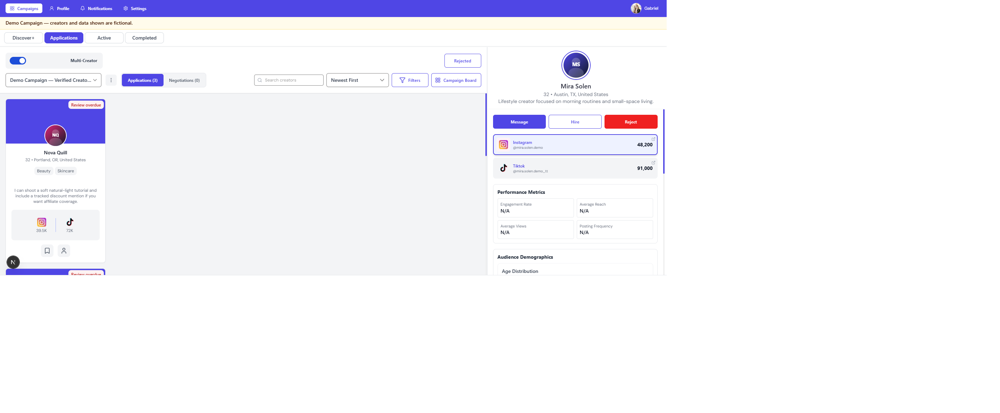 Campaigns
Profile
Notifications
Settings
Gabriel
Demo Campaign — creators and data shown are fictional.
Discover+
Applications
Active
Completed
Multi-Creator
Rejected
Demo Campaign — Verified Creato...
Applications (3)
Negotiations (0)
Search creators
Newest First
Filters
Campaign Board
Review overdue
NQ
Nova Quill
32 • Portland, OR, United States
Beauty
Skincare
I can shoot a soft natural-light tutorial and
include a tracked discount mention if you
want affiliate coverage.
39.5K
72K
N
Review overdue
MS
Mira Solen
32 • Austin, TX, United States
Lifestyle creator focused on morning routines and small-space living.
Message
Hire
Reject
Instagram
@mira.solen.demo
48,200
Tiktok
@mira.solen.demo_tt
91,000
Performance Metrics
Engagement Rate
N/A
Average Reach
N/A
Average Views
N/A
Posting Frequency
N/A
Audience Demographics
Age Distribution